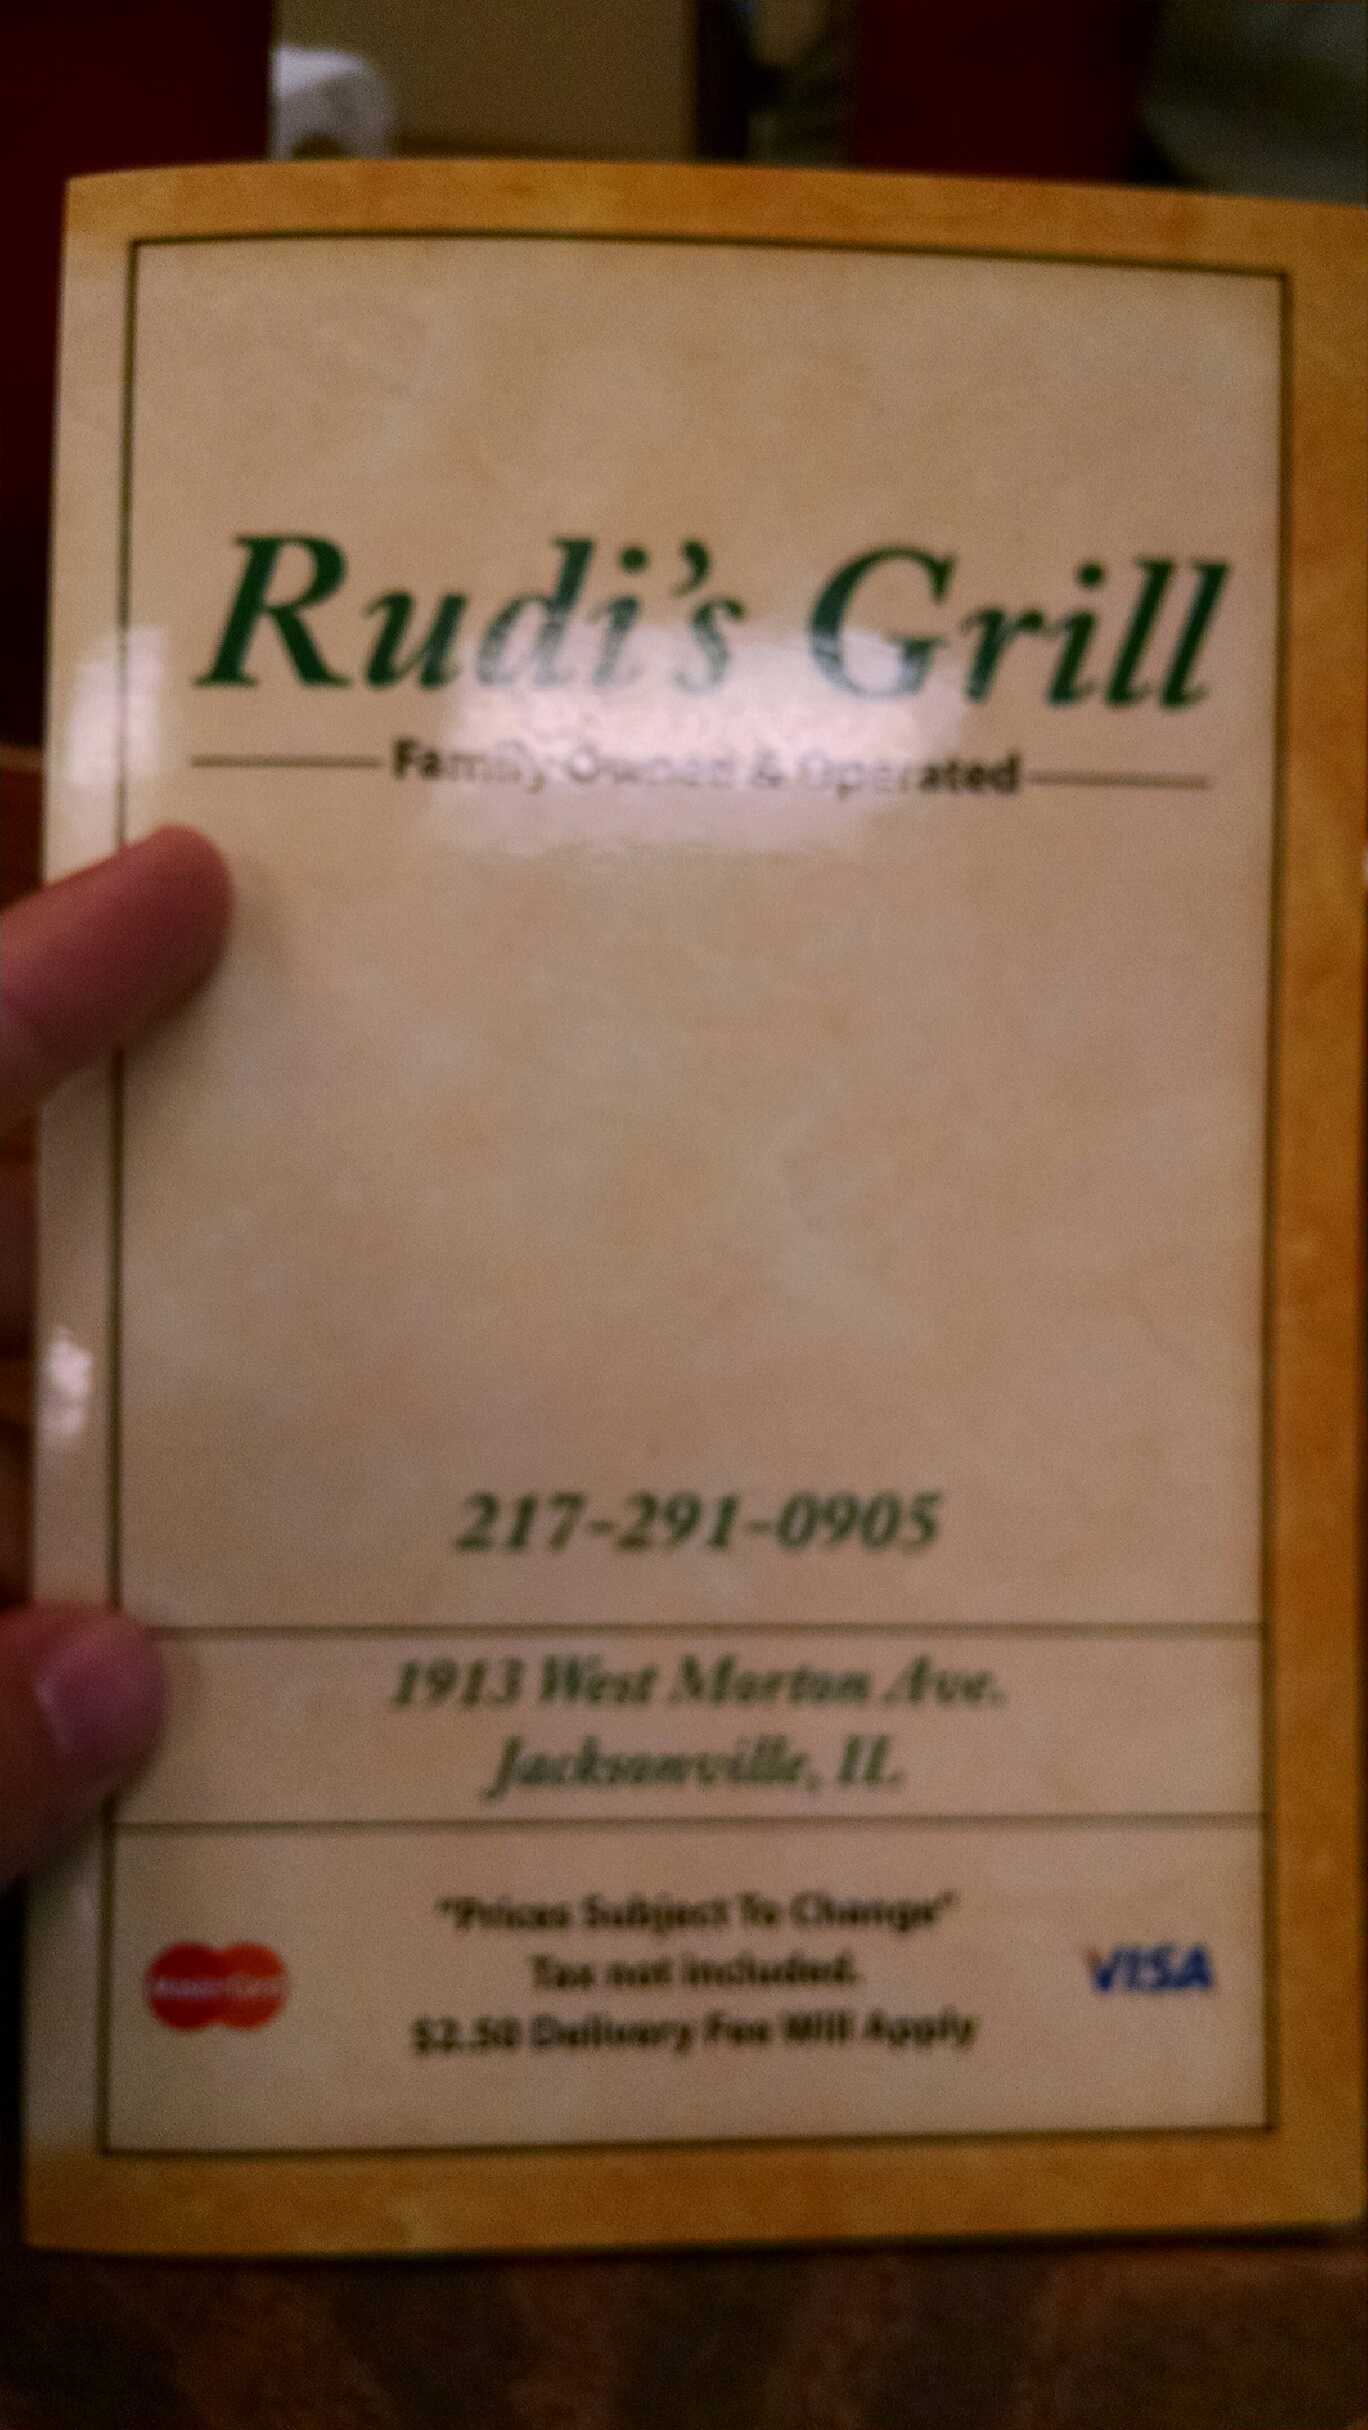 Rudi's Grill
Family Owned & Operated
217-291-0905
1913 West Morton Ave.
Jacksonville, IL
"Prices Subject To Change"
Tax not included.
$2.50 Delivery Fee Will Apply
MasterCard
VISA